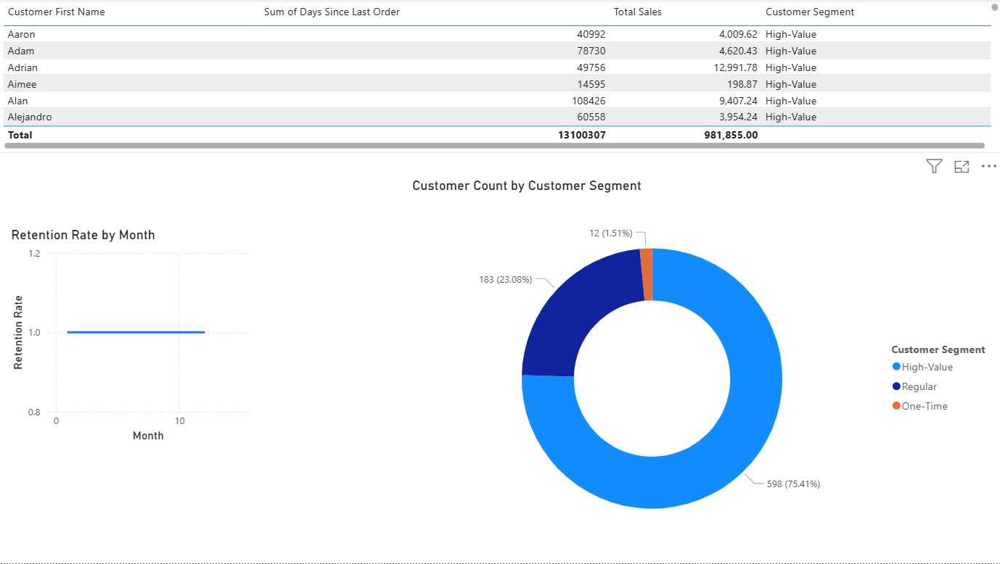 Customer First Name Sum of Days Since Last Order Total Sales Customer Segment
Aaron 40992 4,009.62 High-Value
Adam 78730 4,620.43 High-Value
Adrian 49756 12,991.78 High-Value
Aimee 14595 198.87 High-Value
Alan 108426 9,407.24 High-Value
Alejandro 60558 3,954.24 High-Value
Total 13100307 981,855.00
Customer Count by Customer Segment
Retention Rate by Month
1.2
1.0
0.8
Retention Rate
0 10
Month
12 (1.51%)
183 (23.08%)
598 (75.41%)
Customer Segment
High-Value
Regular
One-Time